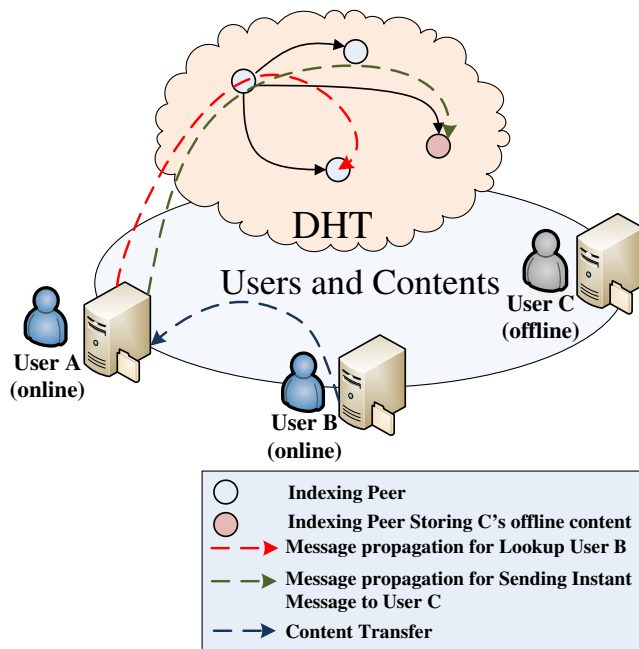 DHT
Users and Contents
User C
(offline)
User A
(online)
User B
(online)
Indexing Peer
Indexing Peer Storing C's offline content
Message propagation for Lookup User B
Message propagation for Sending Instant
Message to User C
Content Transfer